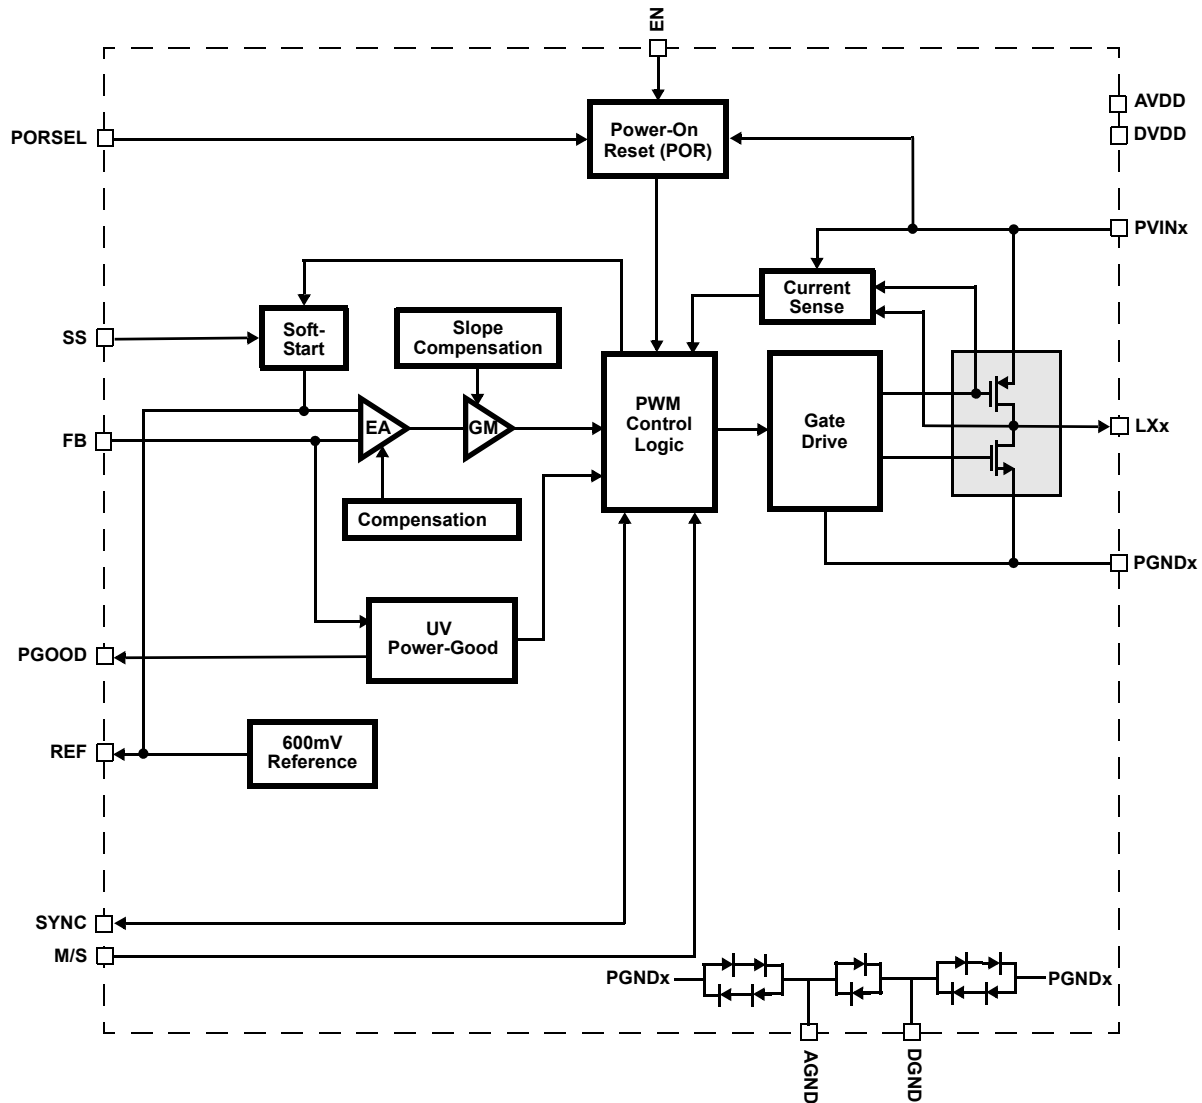 EN
AVDD
PORSEL
Power-On
Reset (POR)
DVDD
PVINx
Current
Sense
SS
Soft-
Start
Slope
Compensation
FB
EA
GM
PWM
Control
Logic
Gate
Drive
LXx
Compensation
PGNDx
UV
Power-Good
PGOOD
REF
600mV
Reference
SYNC
M/S
PGNDx
PGNDx
AGND
DGND